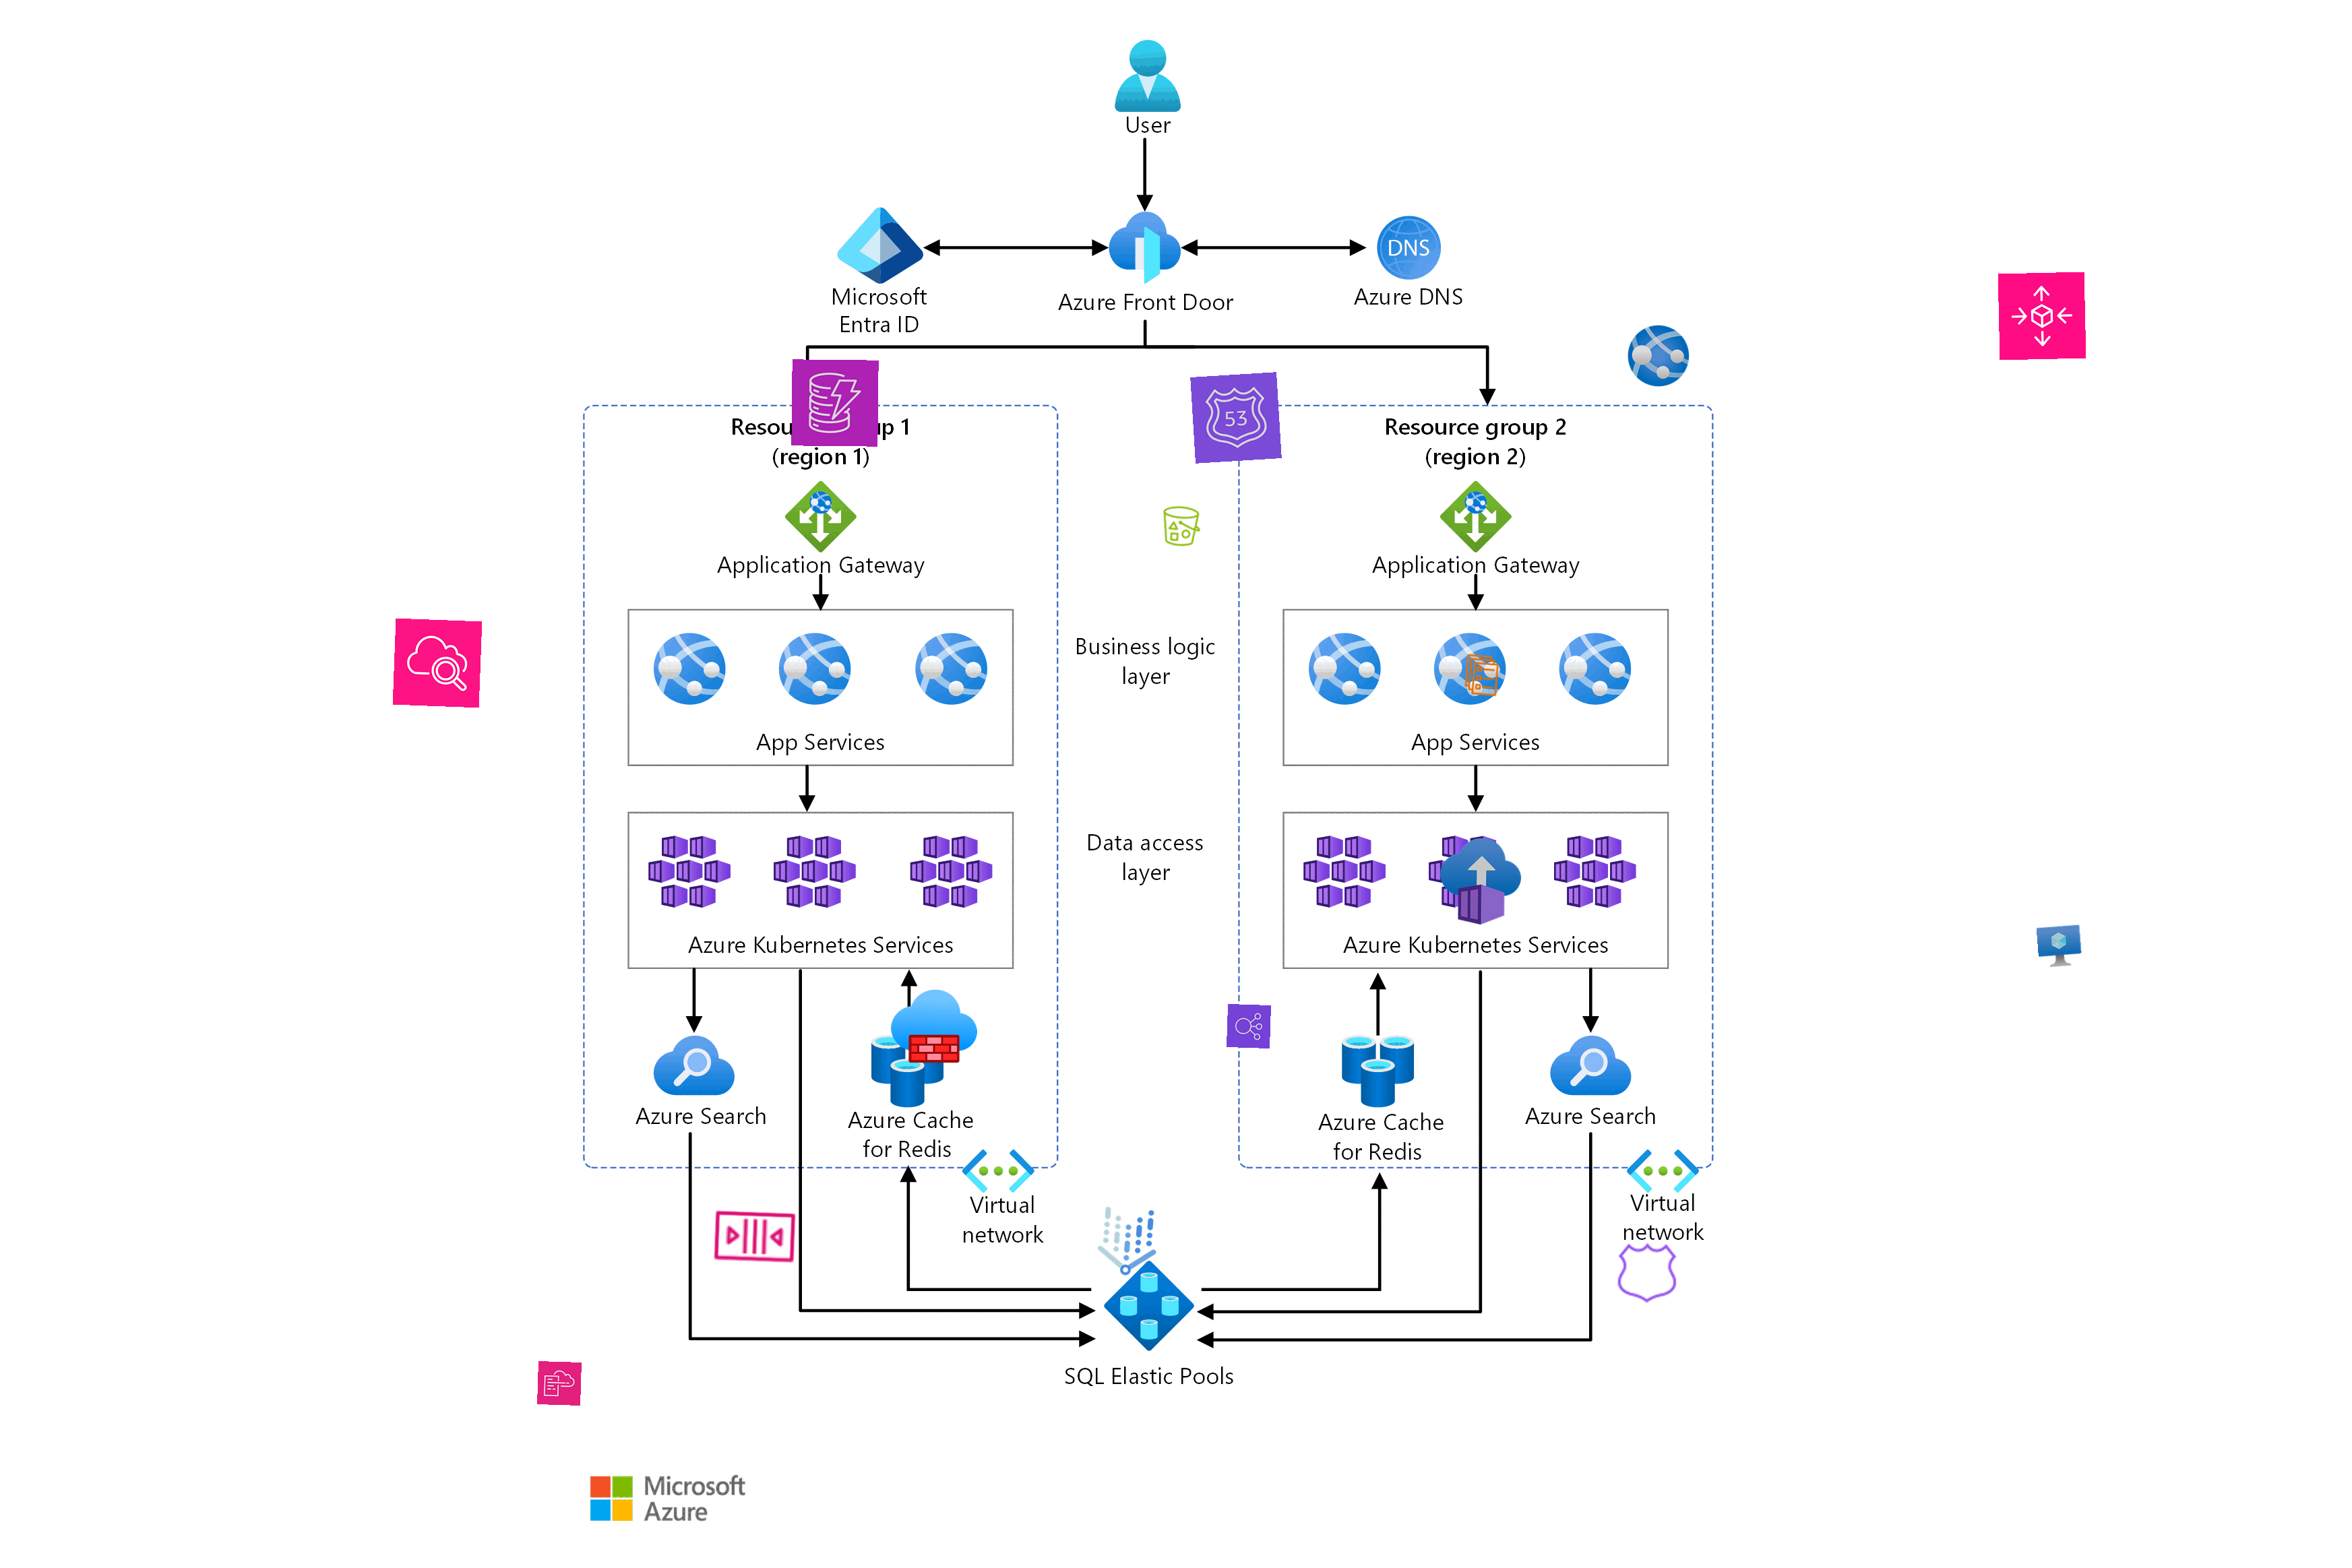 User
DNS
Microsoft
Entra ID
Azure Front Door
Azure DNS
53
1
(region 1)
Resource group 2
(region 2)
Application Gateway
Application Gateway
Business logic
layer
App Services
App Services
Data access
layer
Azure Kubernetes Services
Azure Kubernetes Services
Azure Search
Azure Cache
for Redis
Azure Cache
for Redis
Azure Search
Virtual
network
Virtual
network
SQL Elastic Pools
Microsoft
Azure